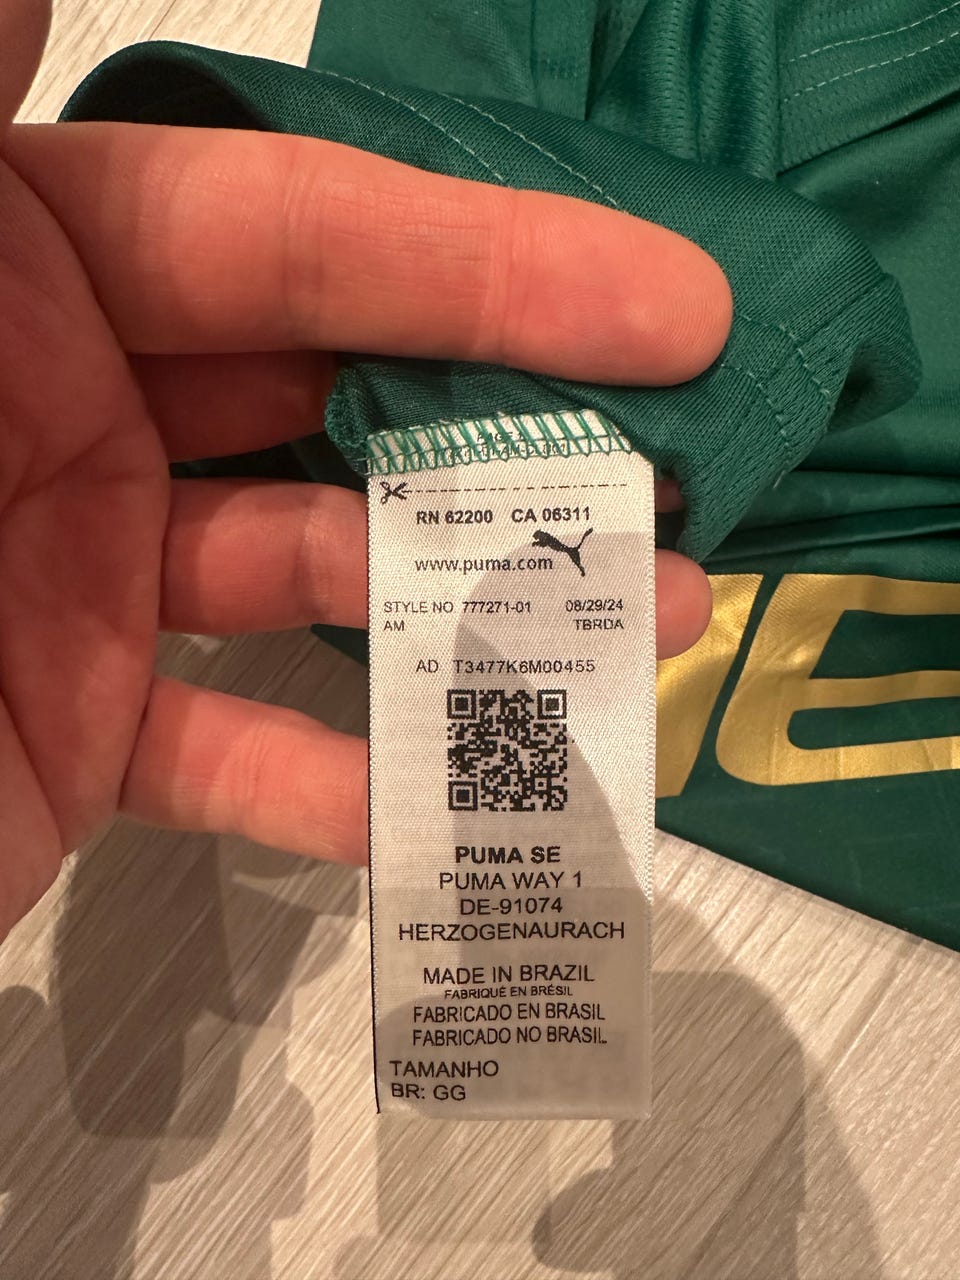 RN 62200 CA 06311
www.puma.com
STYLE NO 777271-01 08/29/24
AM TBRDA
AD T3477K6M00455
PUMA SE
PUMA WAY 1
DE-91074
HERZOGENAURACH
MADE IN BRAZIL
FABRIQUÉ EN BRÉSIL
FABRICADO EN BRASIL
FABRICADO NO BRASIL
TAMANHO
BR: GG